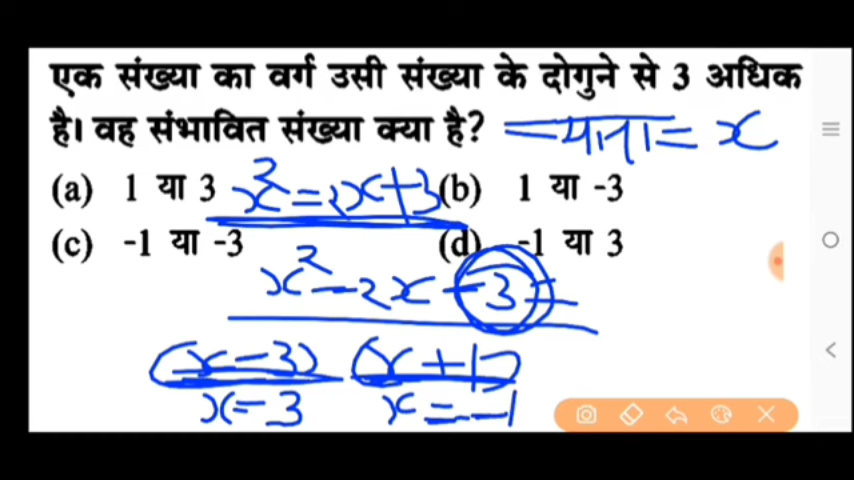 एक संख्या का वर्ग उसी संख्या के दोगुने से 3 अधिक
है। वह संभावित संख्या क्या है? माना = x
(a) 1 या 3 (b) 1 या -3
x² = 2x + 3
(c) -1 या -3 (d) -1 या 3
x² - 2x - 3 =
(x - 3) (x + 1)
x = 3 x = -1